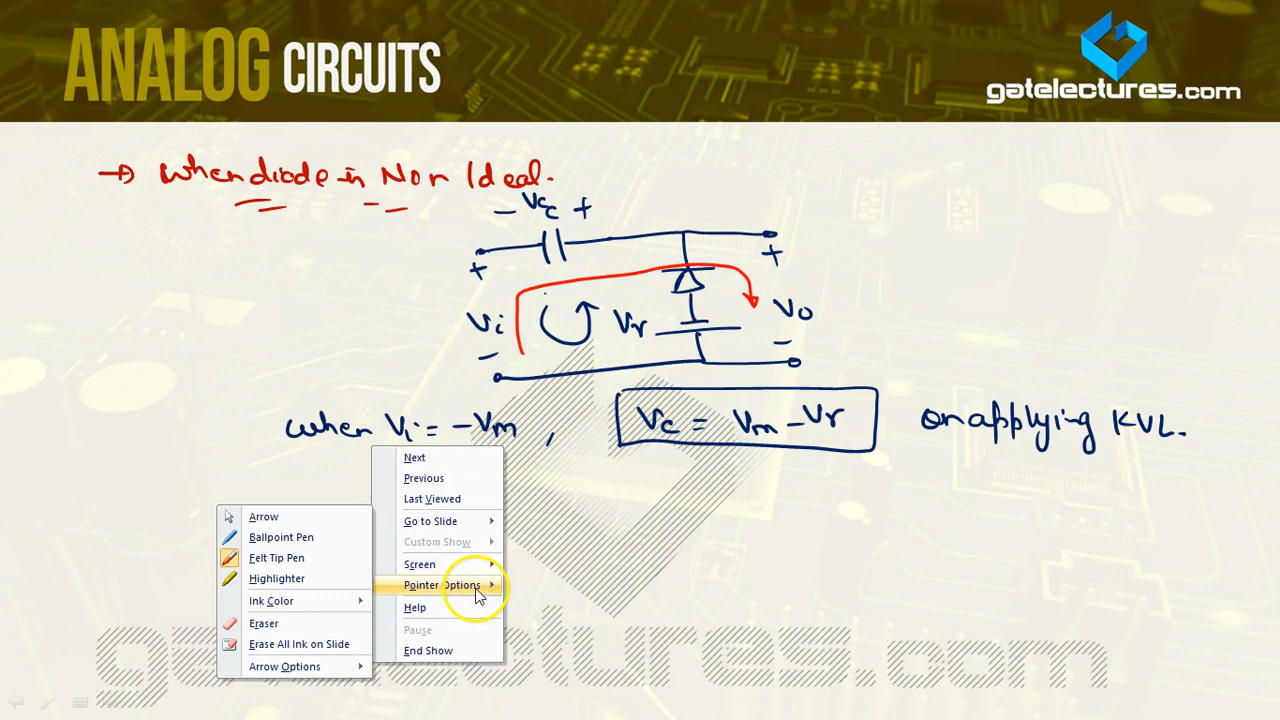 ANALOG CIRCUITS
gatelectures.com
→ When diode is Non Ideal.
- Vc +
+
+
Vi
Vr
Vo
-
-
when Vi = -Vm , Vc = Vm - Vr on applying KVL.
Next
Previous
Last Viewed
Go to Slide
Custom Show
Screen
Pointer Options
Help
Pause
End Show
Arrow
Ballpoint Pen
Felt Tip Pen
Highlighter
Ink Color
Eraser
Erase All Ink on Slide
Arrow Options
gatelectures.com